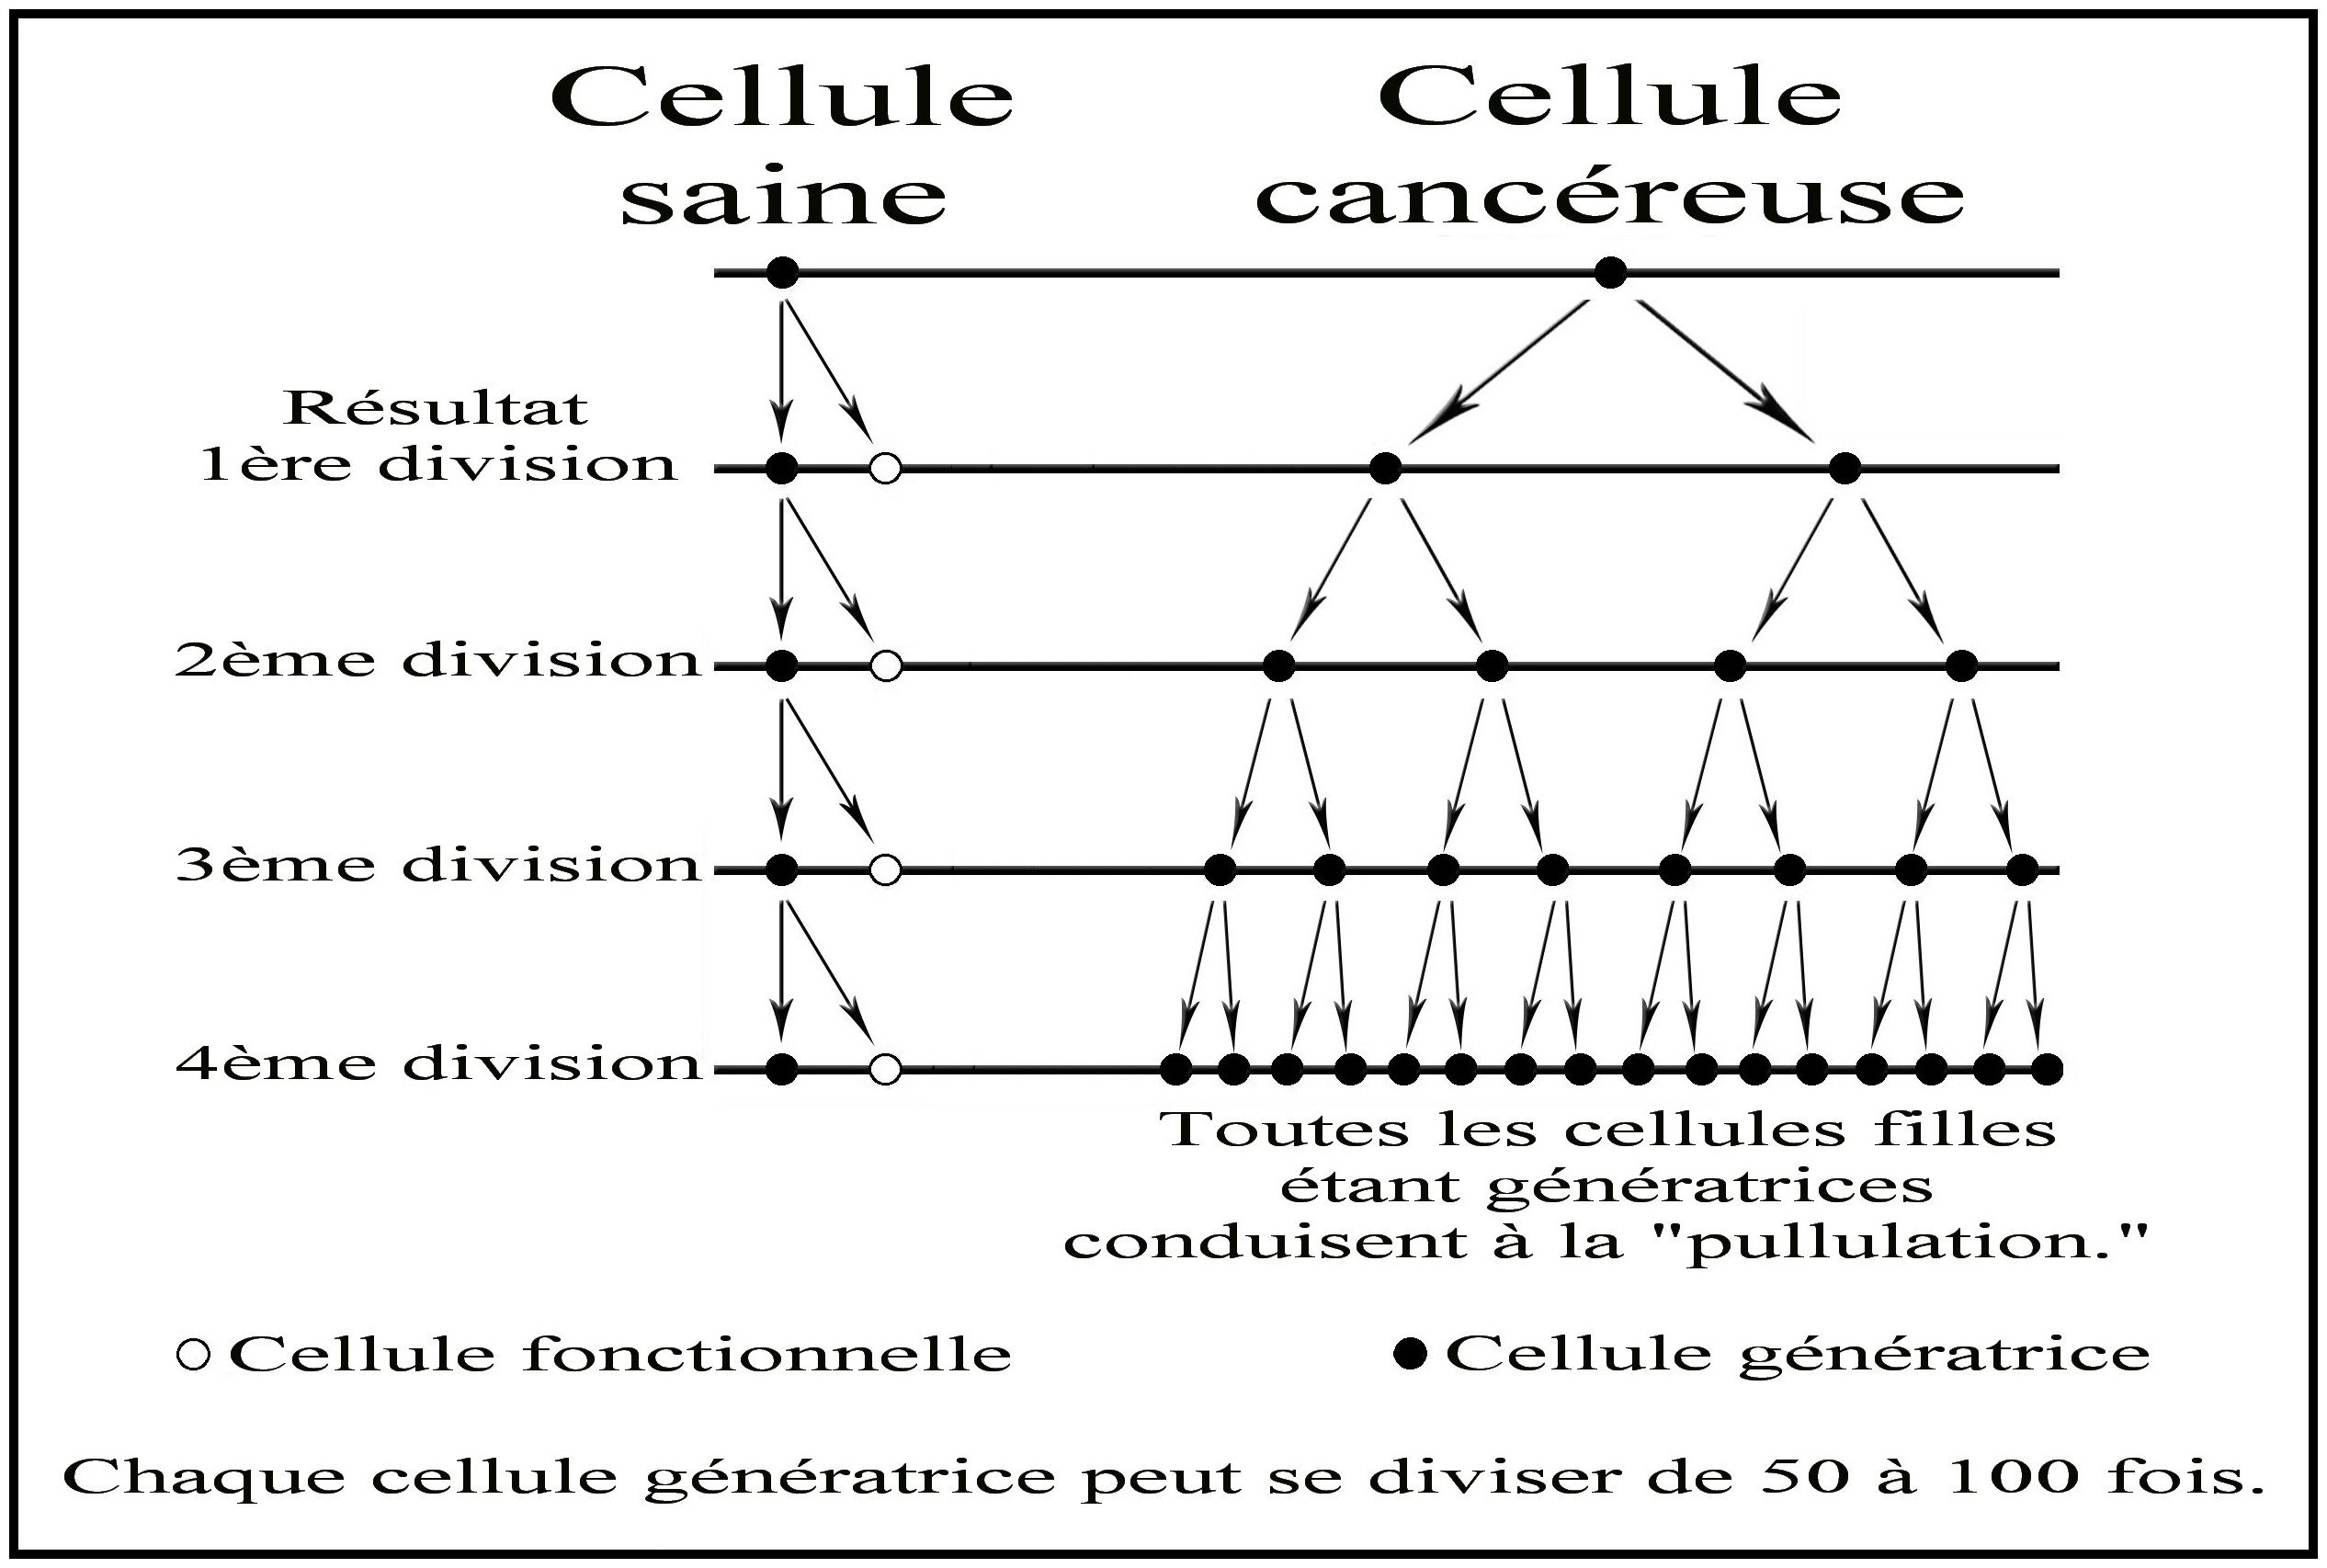 Cellule
saine
Cellule
cancéreuse
Résultat
1ère division
2ème division
3ème division
4ème division
Toutes les cellules filles
étant génératrices
conduisent à la "pullulation."
Cellule fonctionnelle
Cellule génératrice
Chaque cellule génératrice peut se diviser de 50 à 100 fois.